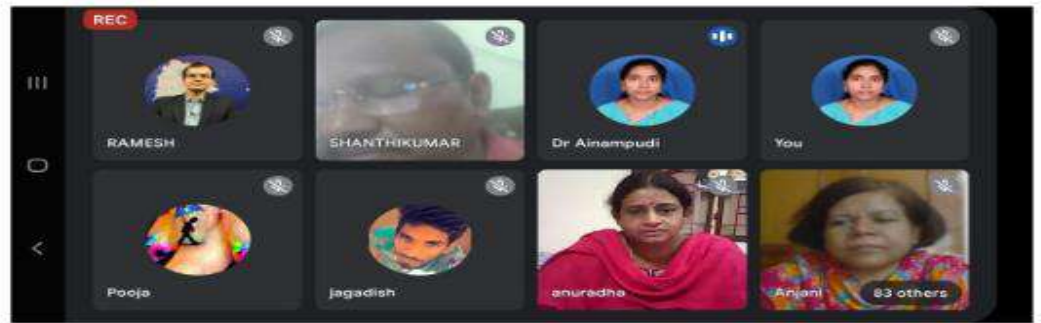 REC
RAMESH
SHANTHIKUMAR
Dr Ainampudi
You
Pooja
jagadish
anuradha
Anjani
83 others